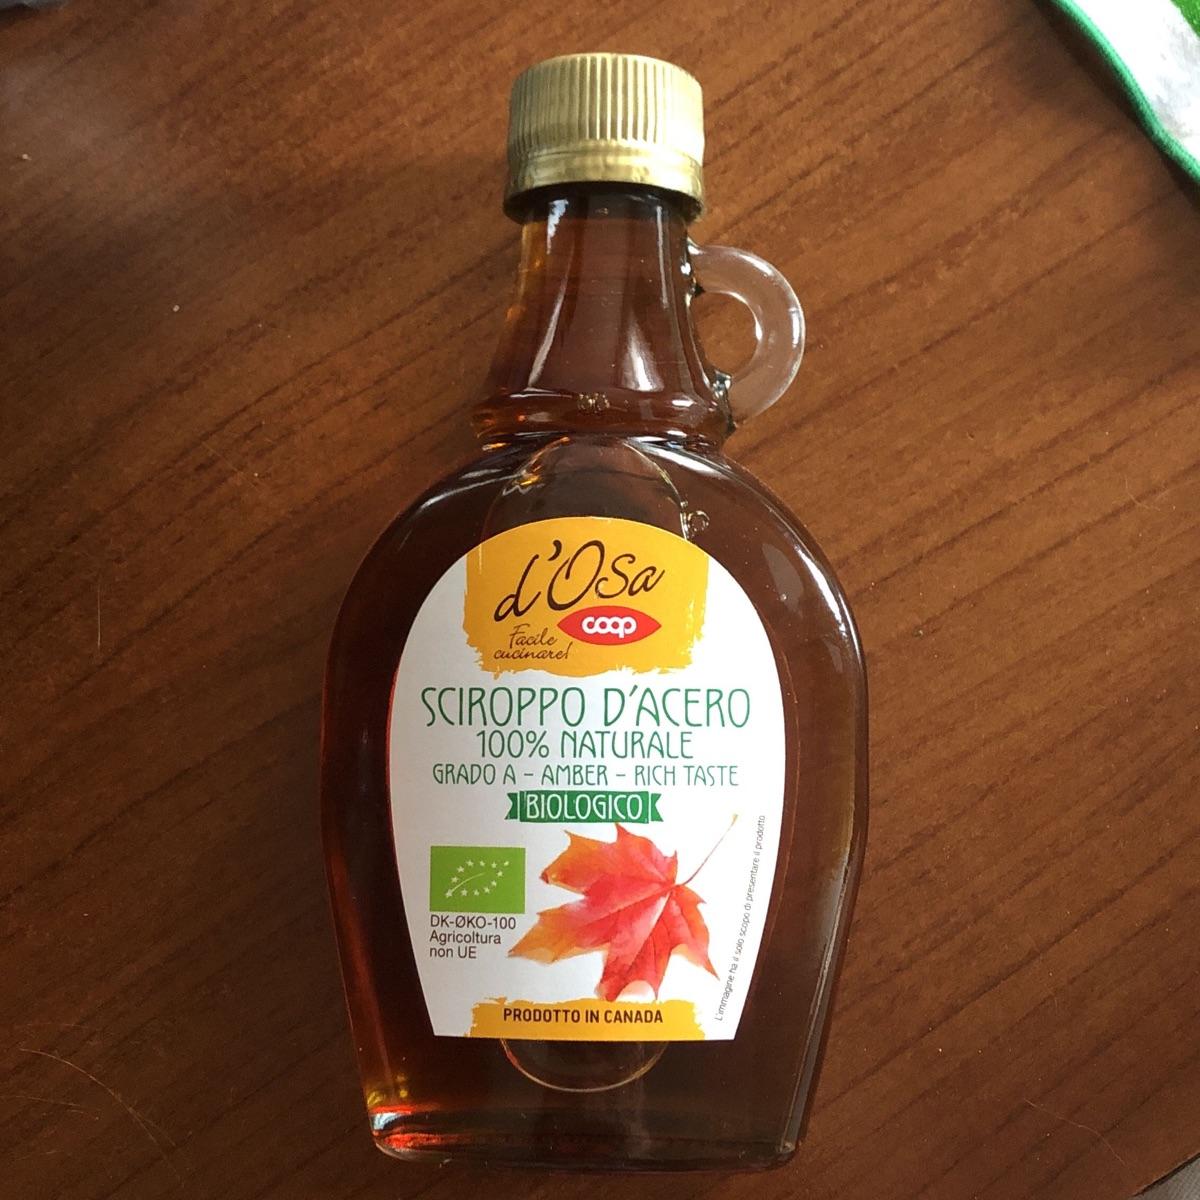 d'Osa
coop
Facile
cucinare!
SCIROPPO D'ACERO
100% NATURALE
GRADO A - AMBER - RICH TASTE
BIOLOGICO
DK-ØKO-100
Agricoltura
non UE
L'immagine ha il solo scopo di presentare il prodotto
PRODOTTO IN CANADA